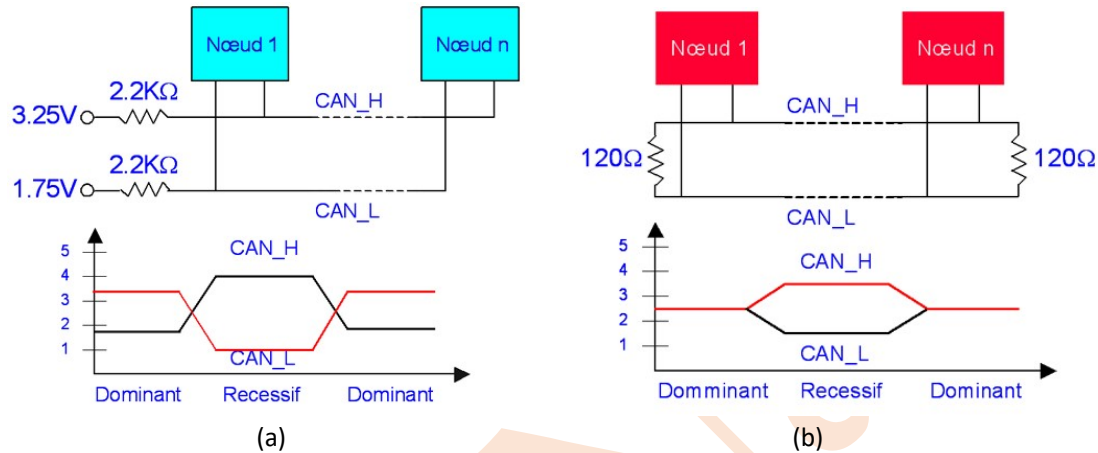 Nœud 1
Nœud n
2.2KΩ
3.25V
CAN_H
2.2KΩ
1.75V
CAN_L
5
4
3
2
1
CAN_H
CAN_L
Dominant Recessif Dominant
(a)
Nœud 1
Nœud n
CAN_H
120Ω
120Ω
CAN_L
5
4
3
2
1
CAN_H
CAN_L
Domminant Recessif Dominant
(b)